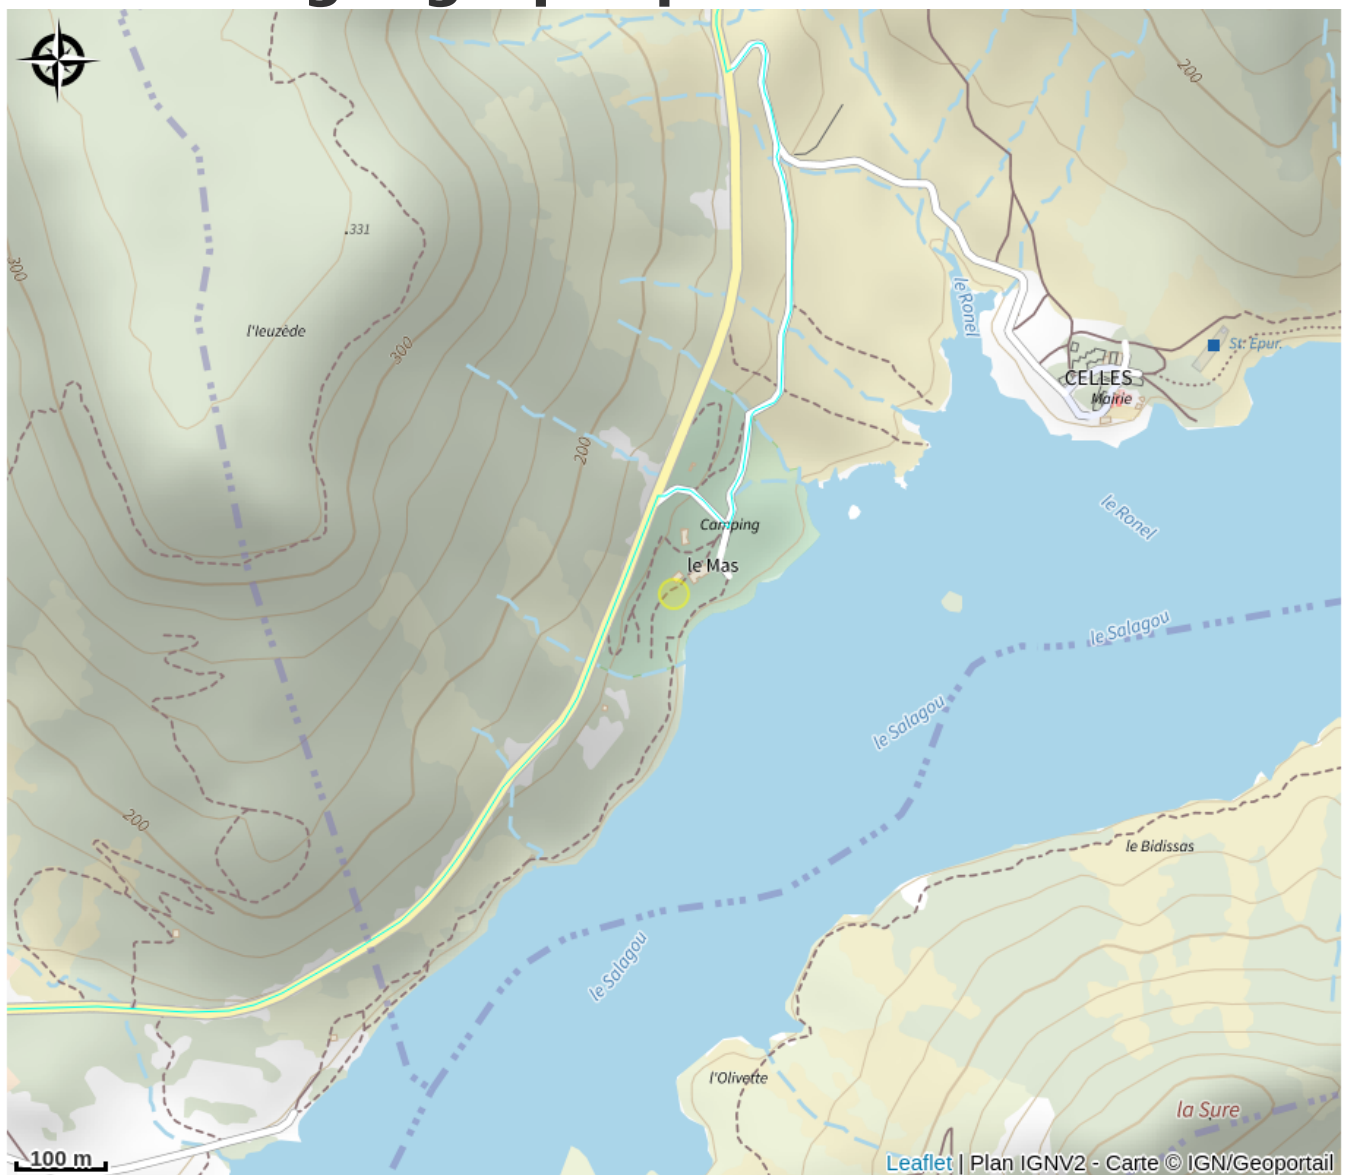 200
.331
300
l'Ieuzède
300
le Ronel
St. Épur.
CELLES
Mairie
200
le Ronel
Camping
le Mas
le Salagou
le Salagou
200
le Bidissas
le Salagou
l'Olivette
la Sure
100 m
Leaflet | Plan IGNV2 - Carte © IGN/Geoportail